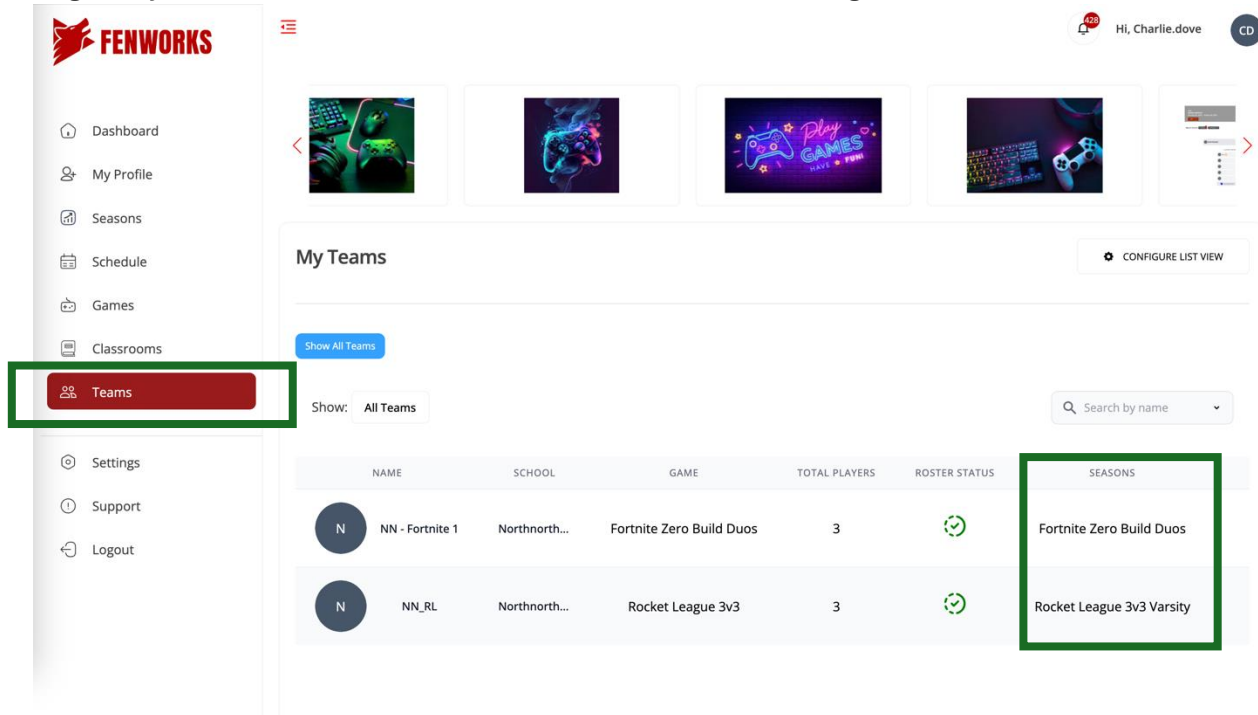 FENWORKS
428
Hi, Charlie.dove
CD
Dashboard
My Profile
Seasons
Schedule
Games
Classrooms
Teams
Settings
Support
Logout
Play
GAMES
HAVE FUN!
My Teams
CONFIGURE LIST VIEW
Show All Teams
Show: All Teams
Search by name
NAME SCHOOL GAME TOTAL PLAYERS ROSTER STATUS SEASONS
N NN - Fortnite 1 Northnorth... Fortnite Zero Build Duos 3 Fortnite Zero Build Duos
N NN_RL Northnorth... Rocket League 3v3 3 Rocket League 3v3 Varsity